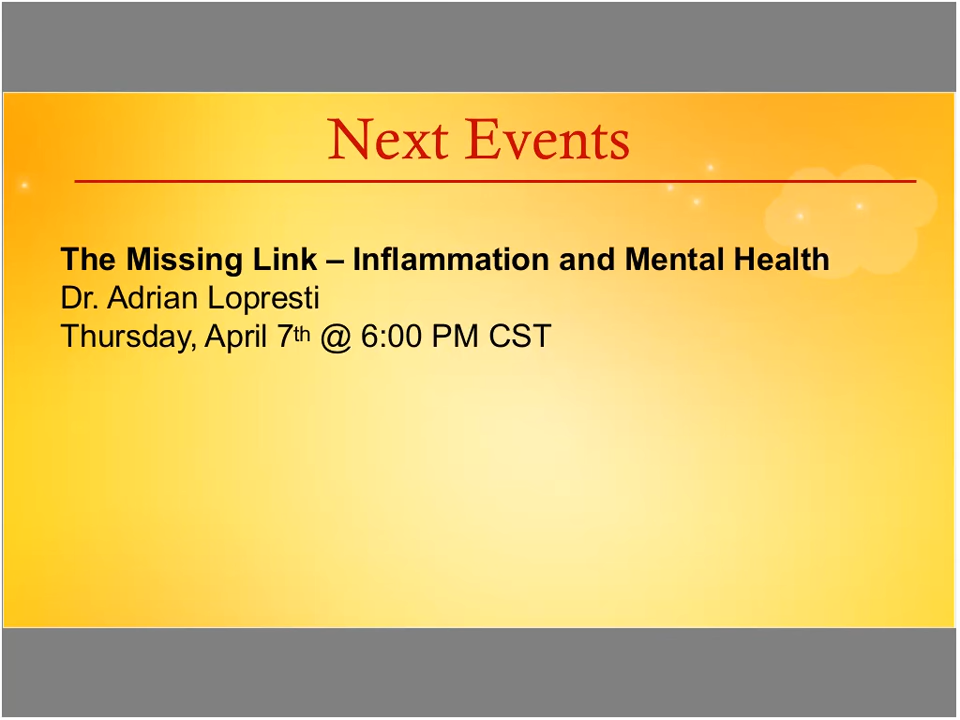 Next Events
The Missing Link – Inflammation and Mental Health
Dr. Adrian Lopresti
Thursday, April 7th @ 6:00 PM CST